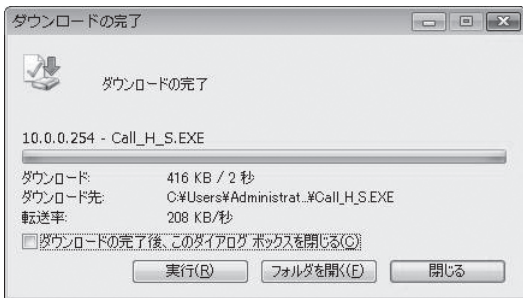 ダウンロードの完了
ダウンロードの完了
10.0.0.254 - Call_H_S.EXE
ダウンロード: 416 KB / 2 秒
ダウンロード先: C:¥Users¥Administrat...¥Call_H_S.EXE
転送率: 208 KB/秒
ダウンロードの完了後、このダイアログ ボックスを閉じる(C)
実行(R) フォルダを開く(F) 閉じる